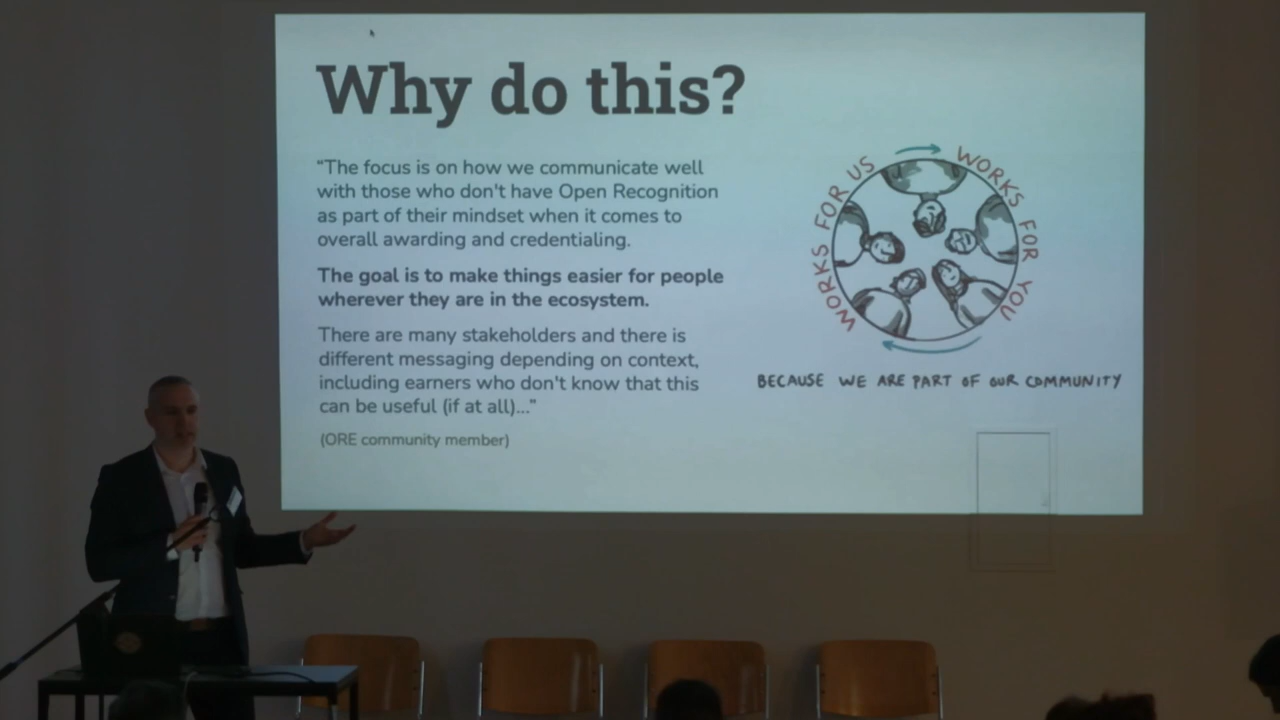 Why do this?
“The focus is on how we communicate well
with those who don't have Open Recognition
as part of their mindset when it comes to
overall awarding and credentialing.
The goal is to make things easier for people
wherever they are in the ecosystem.
There are many stakeholders and there is
different messaging depending on context,
including earners who don't know that this
can be useful (if at all)...”
(ORE community member)
WORKS FOR US
WORKS FOR YOU
BECAUSE WE ARE PART OF OUR COMMUNITY